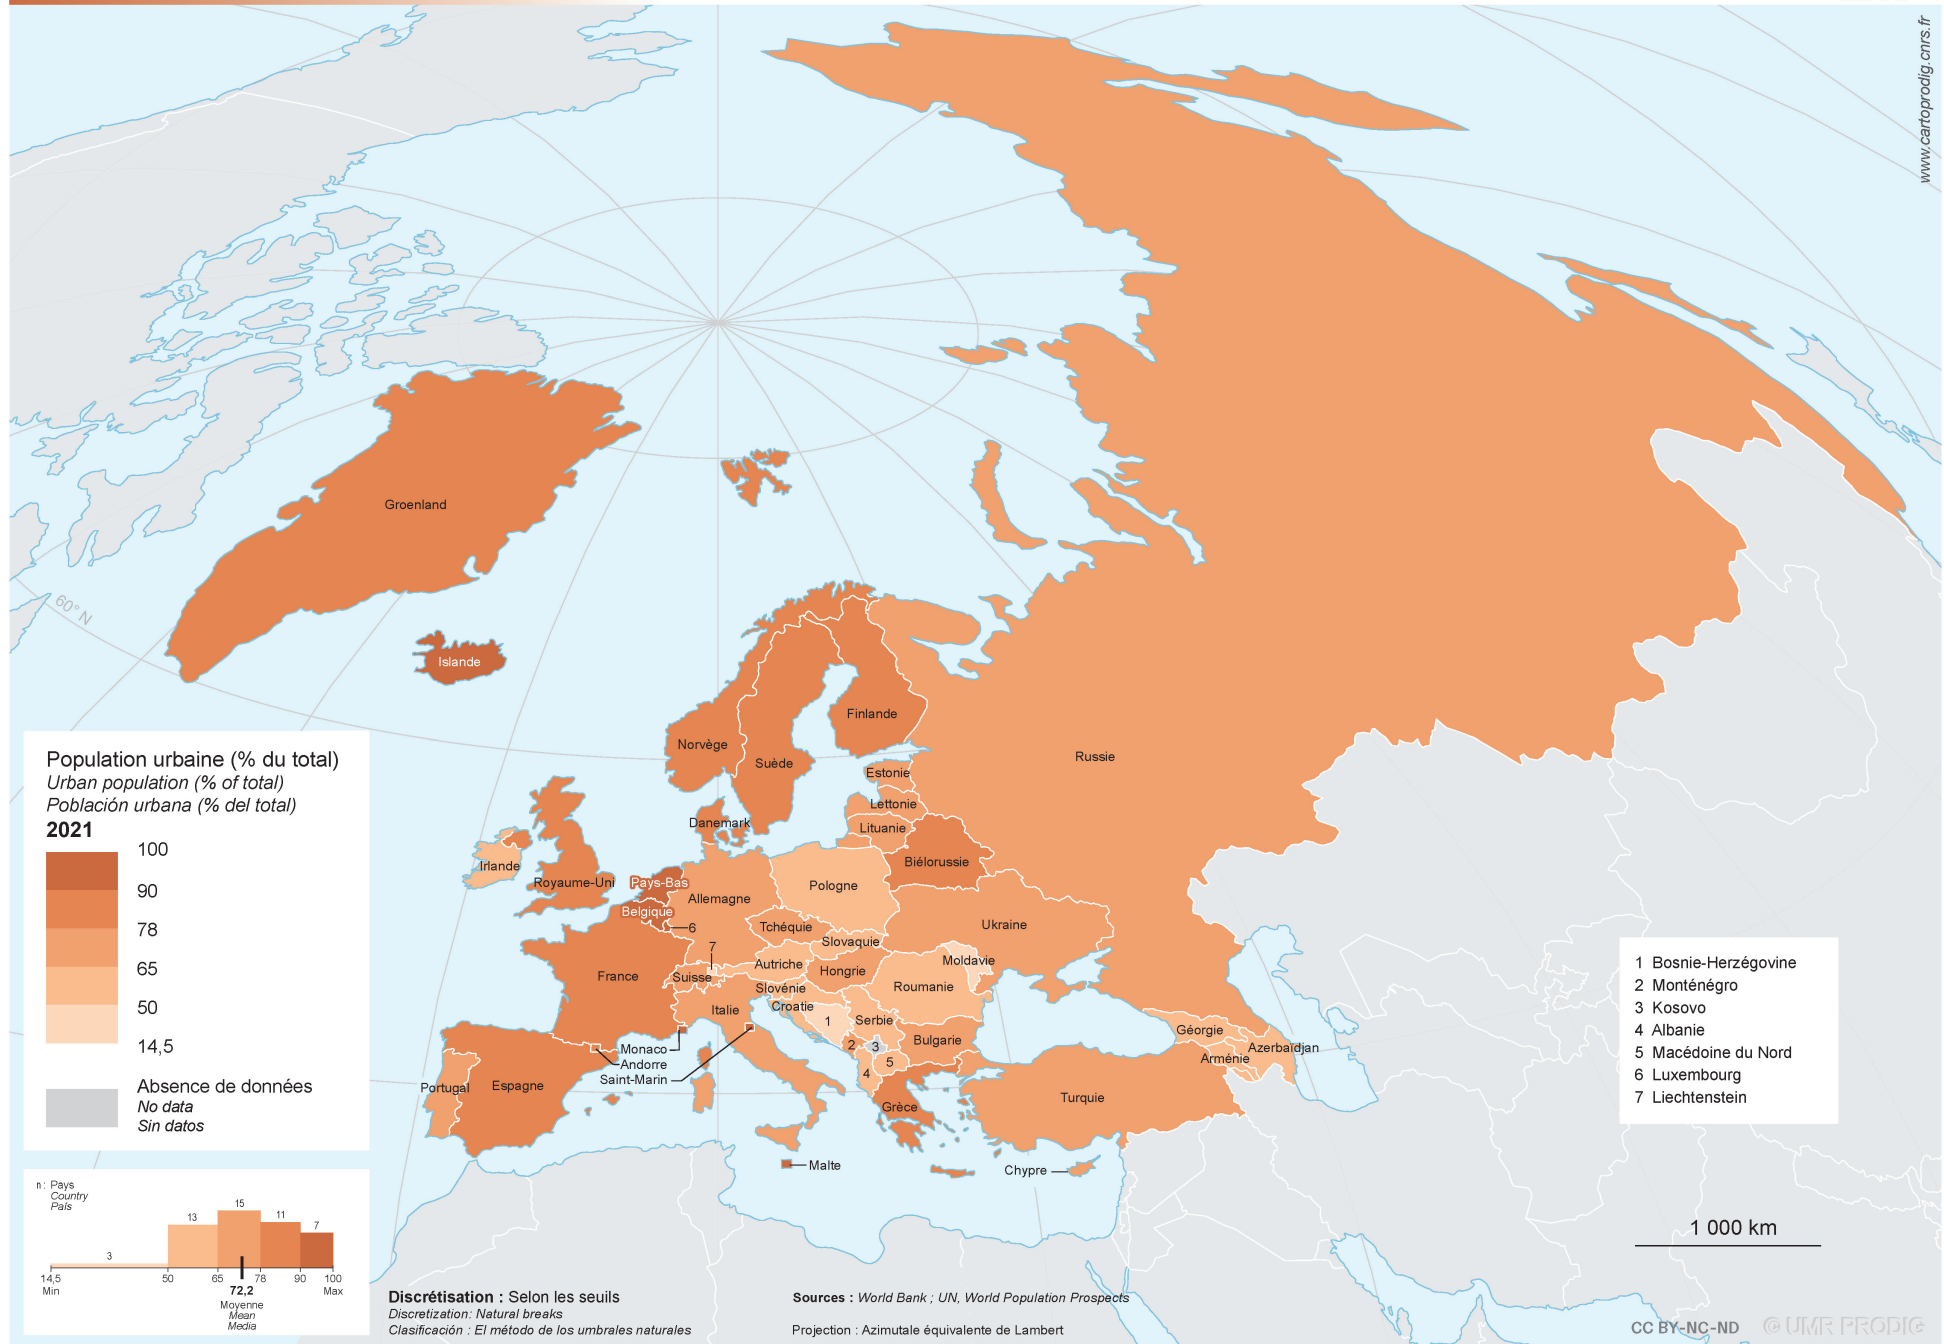 www.cartoprodig.cnrs.fr
60° N
Groenland
Islande
Finlande
Norvège
Suède
Russie
Estonie
Lettonie
Danemark
Lituanie
Biélorussie
Irlande
Royaume-Uni
Pays-Bas
Pologne
Allemagne
Belgique
6
Tchéquie
Ukraine
Slovaquie
7
Moldavie
Autriche
Hongrie
France
Suisse
Slovénie
Roumanie
Croatie
Italie
1
Serbie
Géorgie
Bulgarie
2
3
Azerbaïdjan
Monaco
Arménie
5
Andorre
4
Saint-Marin
Portugal
Espagne
Turquie
Grèce
Malte
Chypre
Population urbaine (% du total)
Urban population (% of total)
Población urbana (% del total)
2021
100
90
78
65
50
14,5
Absence de données
No data
Sin datos
n : Pays
Country
País
3
13
15
11
7
14,5
50
65
78
90
100
Min
72,2
Max
Moyenne
Mean
Media
1 Bosnie-Herzégovine
2 Monténégro
3 Kosovo
4 Albanie
5 Macédoine du Nord
6 Luxembourg
7 Liechtenstein
1 000 km
Discrétisation : Selon les seuils
Discretization: Natural breaks
Clasificación : El método de los umbrales naturales
Sources : World Bank ; UN, World Population Prospects
Projection : Azimutale équivalente de Lambert
CC BY-NC-ND
© UMR PRODIG